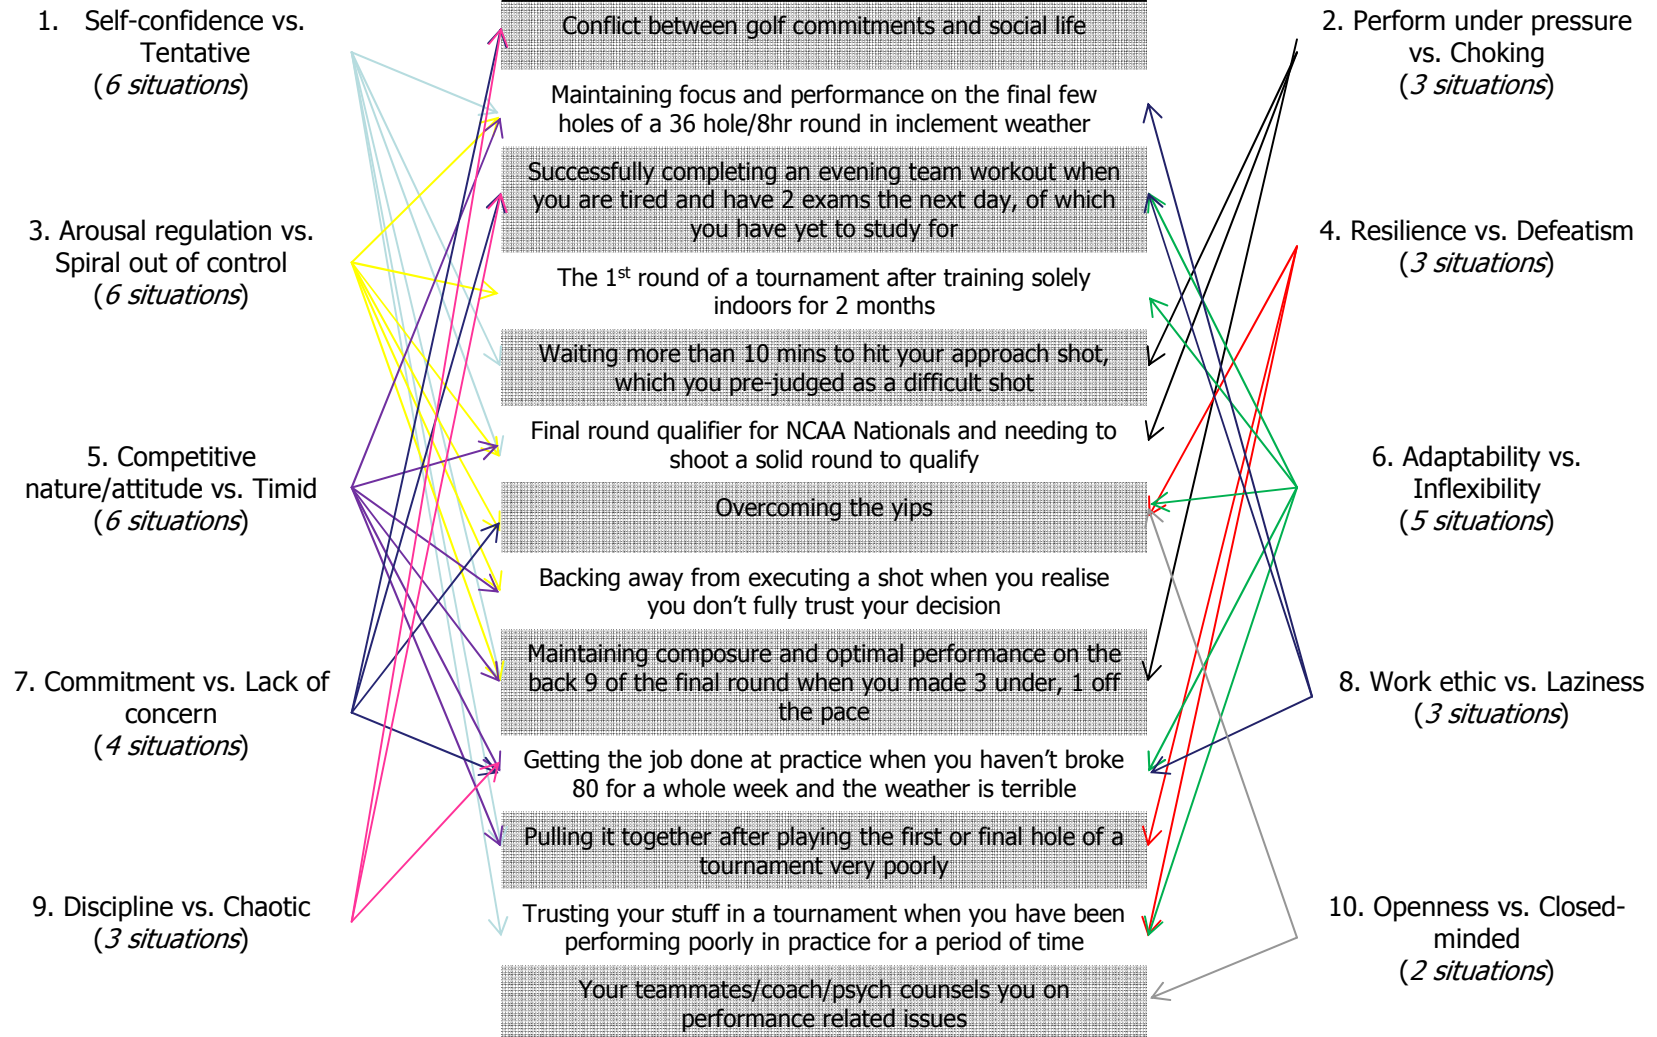 1. Self-confidence vs.
Tentative
(6 situations)
3. Arousal regulation vs.
Spiral out of control
(6 situations)
5. Competitive
nature/attitude vs. Timid
(6 situations)
7. Commitment vs. Lack of
concern
(4 situations)
9. Discipline vs. Chaotic
(3 situations)
Conflict between golf commitments and social life
Maintaining focus and performance on the final few
holes of a 36 hole/8hr round in inclement weather
Successfully completing an evening team workout when
you are tired and have 2 exams the next day, of which
you have yet to study for
The 1st round of a tournament after training solely
indoors for 2 months
Waiting more than 10 mins to hit your approach shot,
which you pre-judged as a difficult shot
Final round qualifier for NCAA Nationals and needing to
shoot a solid round to qualify
Overcoming the yips
Backing away from executing a shot when you realise
you don't fully trust your decision
Maintaining composure and optimal performance on the
back 9 of the final round when you made 3 under, 1 off
the pace
Getting the job done at practice when you haven't broke
80 for a whole week and the weather is terrible
Pulling it together after playing the first or final hole of a
tournament very poorly
Trusting your stuff in a tournament when you have been
performing poorly in practice for a period of time
Your teammates/coach/psych counsels you on
performance related issues
2. Perform under pressure
vs. Choking
(3 situations)
4. Resilience vs. Defeatism
(3 situations)
6. Adaptability vs.
Inflexibility
(5 situations)
8. Work ethic vs. Laziness
(3 situations)
10. Openness vs. Closed-
minded
(2 situations)